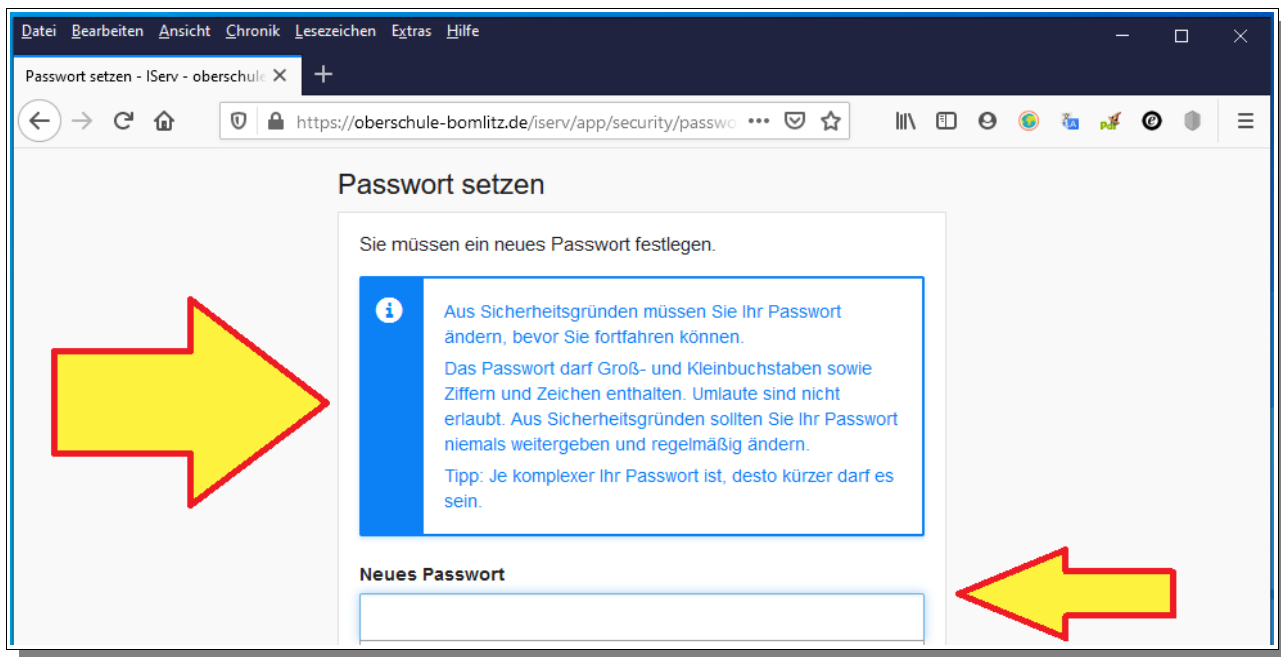 Datei Bearbeiten Ansicht Chronik Lesezeichen Extras Hilfe
Passwort setzen - IServ - oberschule
https://oberschule-bomlitz.de/iserv/app/security/passwo
Passwort setzen
Sie müssen ein neues Passwort festlegen.
Aus Sicherheitsgründen müssen Sie Ihr Passwort
ändern, bevor Sie fortfahren können.
Das Passwort darf Groß- und Kleinbuchstaben sowie
Ziffern und Zeichen enthalten. Umlaute sind nicht
erlaubt. Aus Sicherheitsgründen sollten Sie Ihr Passwort
niemals weitergeben und regelmäßig ändern.
Tipp: Je komplexer Ihr Passwort ist, desto kürzer darf es
sein.
Neues Passwort